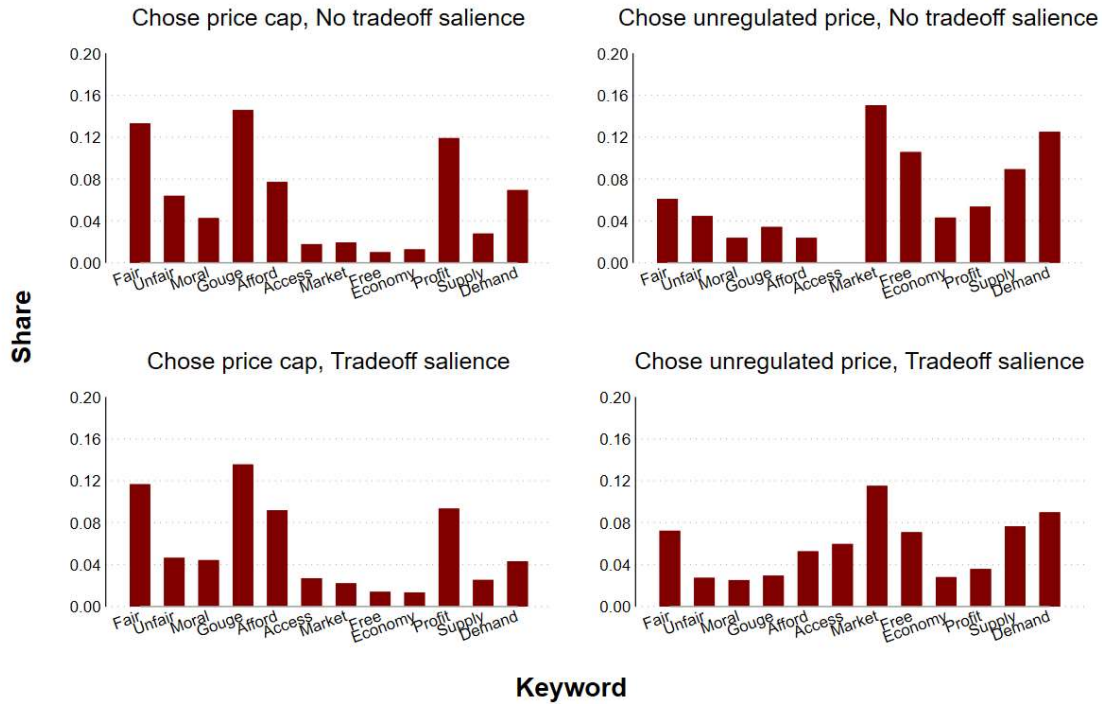 Chose price cap, No tradeoff salience
0.20
0.16
0.12
0.08
0.04
0.00
Fair Unfair Moral Gouge Afford Access Market Free Economy Profit Supply Demand
Chose unregulated price, No tradeoff salience
0.20
0.16
0.12
0.08
0.04
0.00
Fair Unfair Moral Gouge Afford Access Market Free Economy Profit Supply Demand
Share
Chose price cap, Tradeoff salience
0.20
0.16
0.12
0.08
0.04
0.00
Fair Unfair Moral Gouge Afford Access Market Free Economy Profit Supply Demand
Chose unregulated price, Tradeoff salience
0.20
0.16
0.12
0.08
0.04
0.00
Fair Unfair Moral Gouge Afford Access Market Free Economy Profit Supply Demand
Keyword